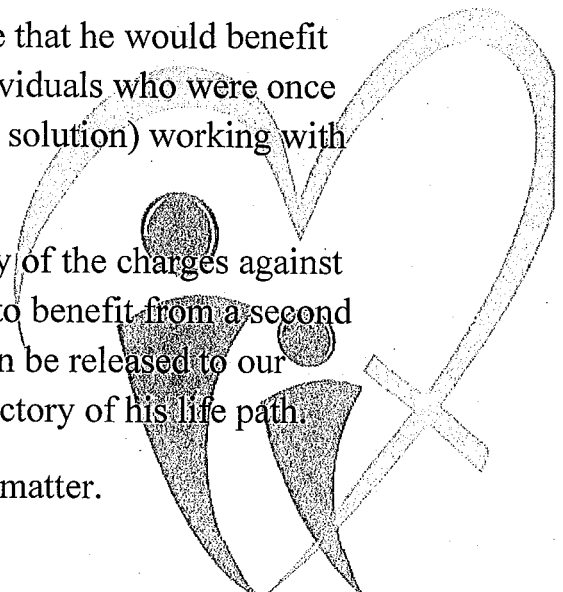 that he would benefit
viduals who were once
solution) working with
of the charges against
to benefit from a second
be released to our
ctory of his life path.
matter.